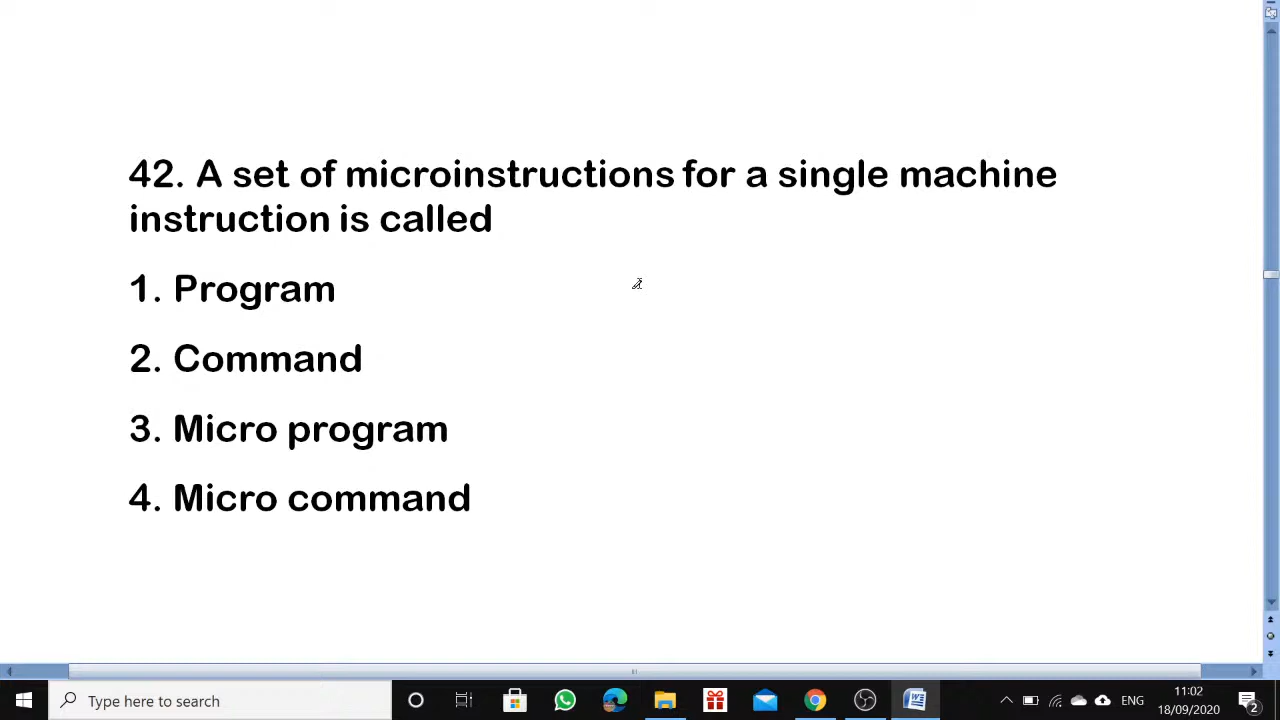 42. A set of microinstructions for a single machine
instruction is called
1. Program
2. Command
3. Micro program
4. Micro command
Type here to search
ENG
11:02
18/09/2020
2